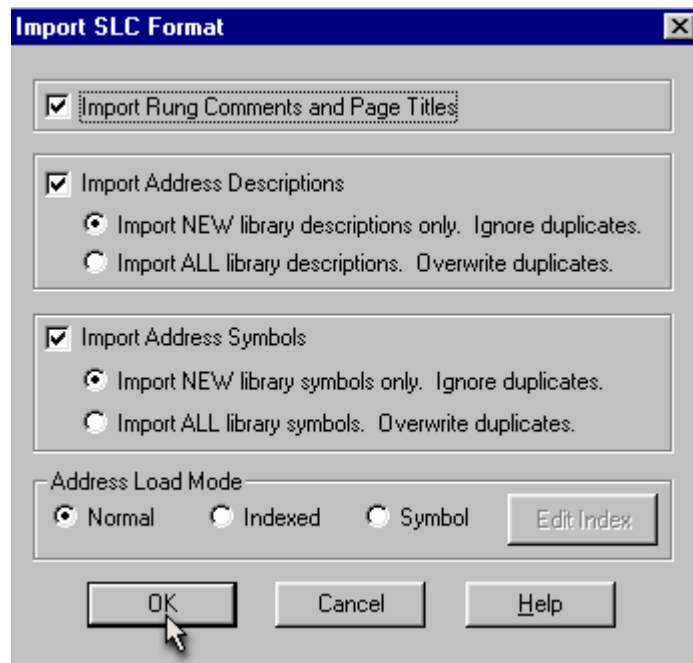 Import SLC Format
Import Rung Comments and Page Titles
Import Address Descriptions
Import NEW library descriptions only. Ignore duplicates.
Import ALL library descriptions. Overwrite duplicates.
Import Address Symbols
Import NEW library symbols only. Ignore duplicates.
Import ALL library symbols. Overwrite duplicates.
Address Load Mode
Normal Indexed Symbol Edit Index
OK Cancel Help